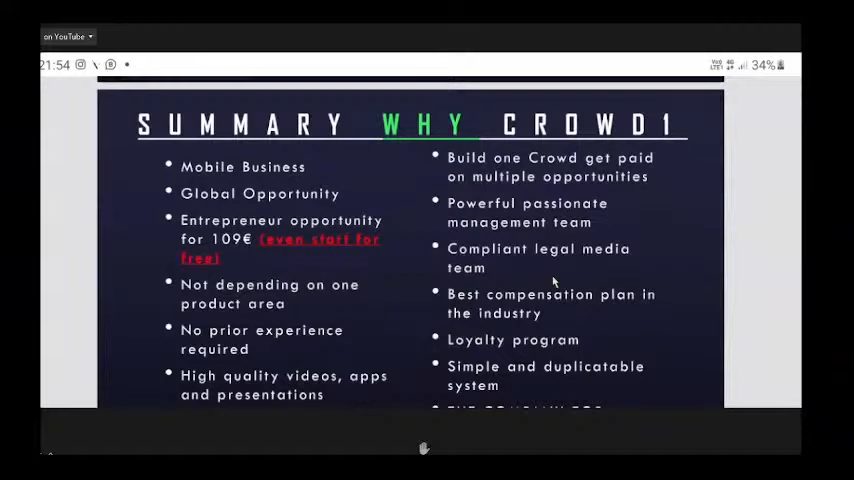 on YouTube
21:54
34%
SUMMARY WHY CROWD1
Mobile Business
Global Opportunity
Entrepreneur opportunity
for 109€ (even start for
free)
Not depending on one
product area
No prior experience
required
High quality videos, apps
and presentations
Build one Crowd get paid
on multiple opportunities
Powerful passionate
management team
Compliant legal media
team
Best compensation plan in
the industry
Loyalty program
Simple and duplicatable
system